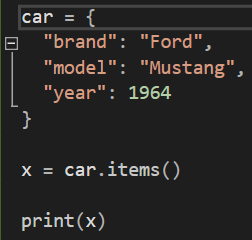 car = {
  "brand": "Ford",
  "model": "Mustang",
  "year": 1964
}

x = car.items()

print(x)